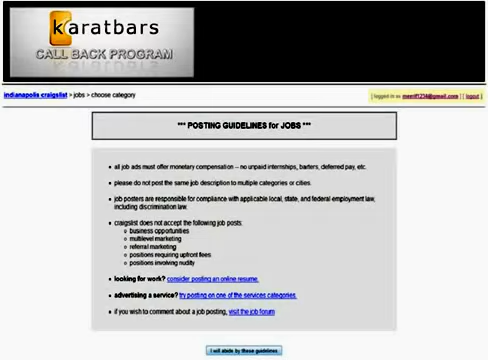 karatbars
CALL BACK PROGRAM
indianapolis craigslist > jobs > choose category
[ logged in as ] [ logout ]
*** POSTING GUIDELINES for JOBS ***
• all job ads must offer monetary compensation -- no unpaid internships, barters, deferred pay, etc.
• please do not post the same job description to multiple categories or cities.
• job posters are responsible for compliance with applicable local, state, and federal employment law,
including discrimination law.
• craigslist does not accept the following job posts:
○ business opportunities
○ multilevel marketing
○ referral marketing
○ positions requiring upfront fees
○ positions involving nudity
• looking for work? consider posting an online resume.
• advertising a service? try posting on one of the services categories.
• if you wish to comment about a job posting, visit the job forum
I will abide by these guidelines